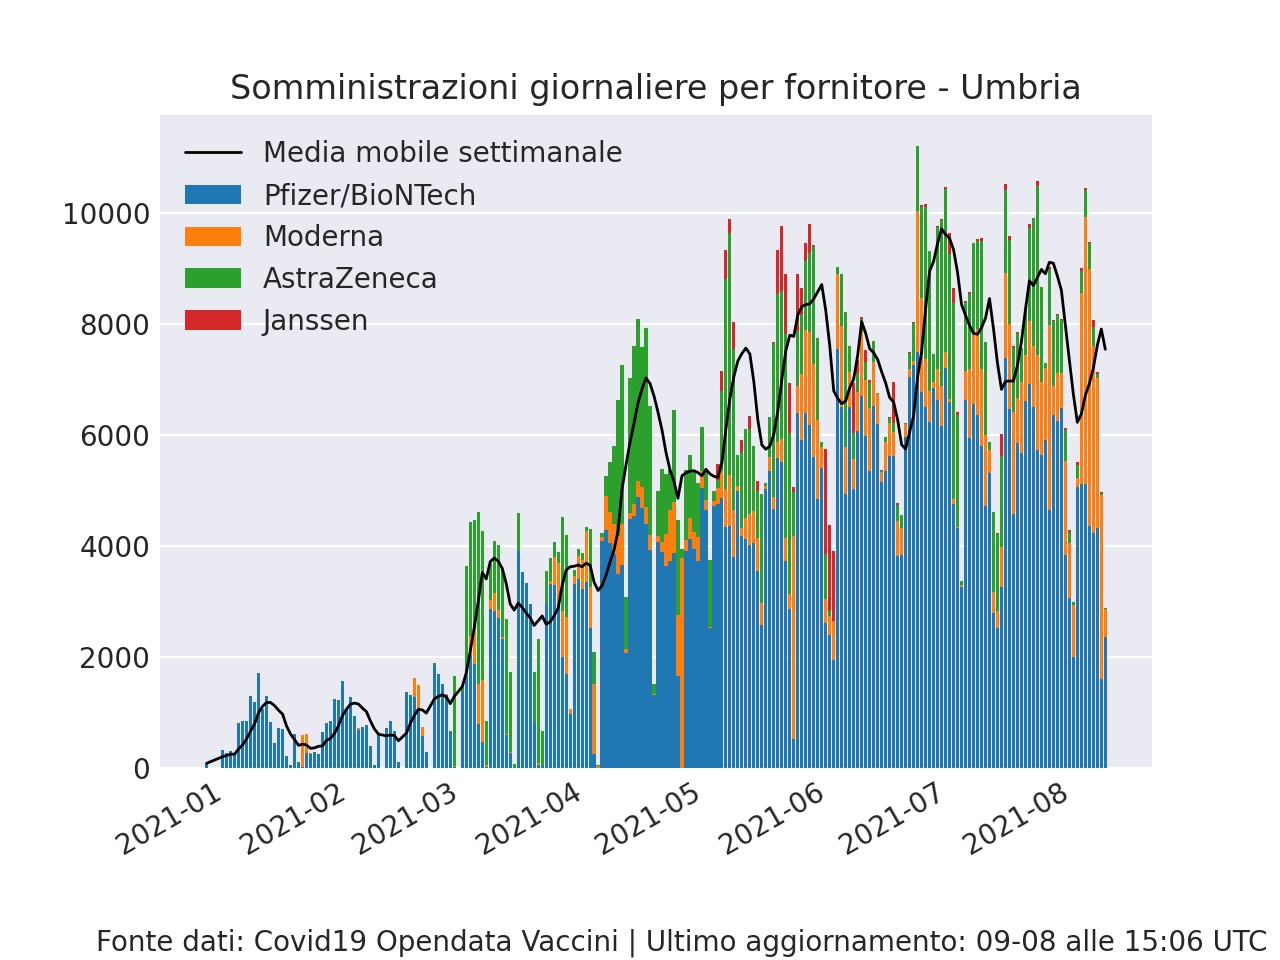 Somministrazioni giornaliere per fornitore - Umbria
Media mobile settimanale
Pfizer/BioNTech
Moderna
AstraZeneca
Janssen
10000
8000
6000
4000
2000
0
2021-01
2021-02
2021-03
2021-04
2021-05
2021-06
2021-07
2021-08
Fonte dati: Covid19 Opendata Vaccini | Ultimo aggiornamento: 09-08 alle 15:06 UTC